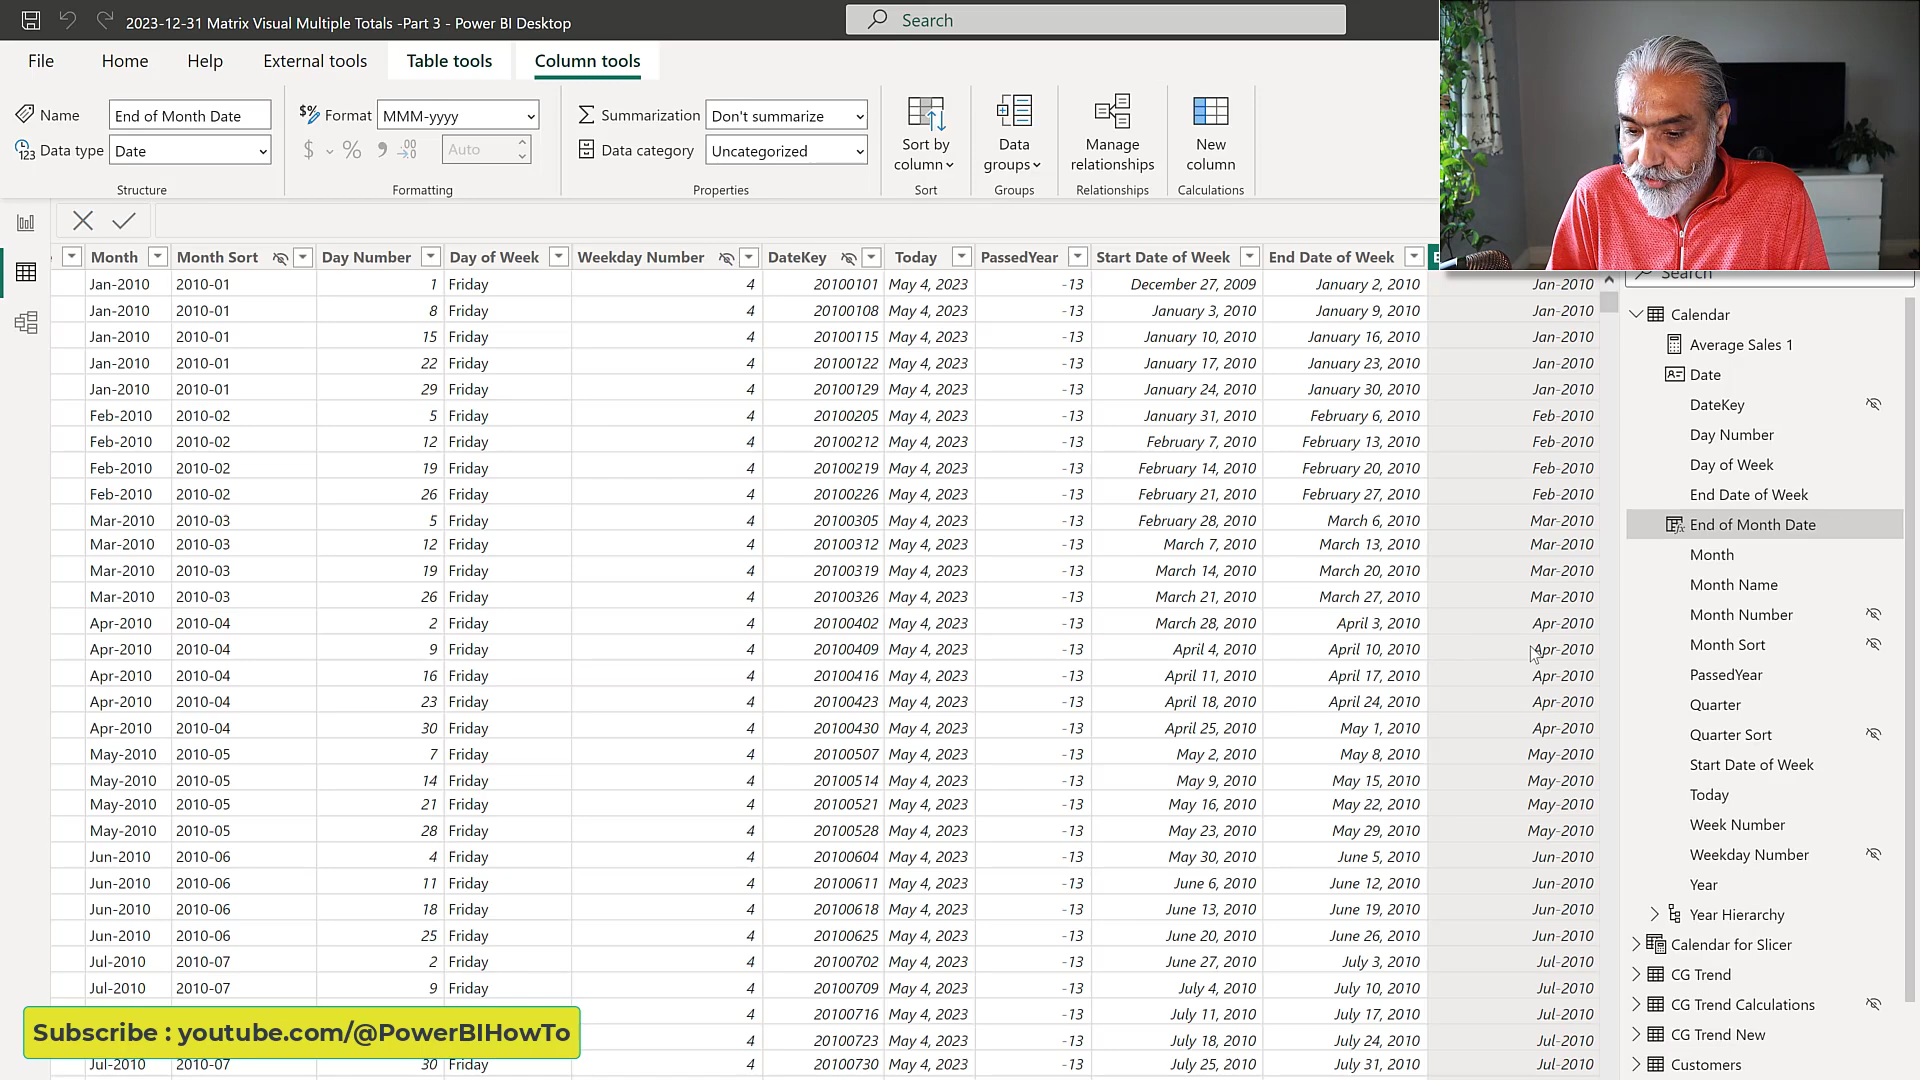 2023-12-31 Matrix Visual Multiple Totals -Part 3 - Power BI Desktop
Search
File Home Help External tools Table tools Column tools
Name End of Month Date Format MMM-yyyy Summarization Don't summarize
Data type Date $ % Auto Data category Uncategorized
Sort by column Data groups Manage relationships New column
Structure Formatting Properties Sort Groups Relationships Calculations
Month Month Sort Day Number Day of Week Weekday Number DateKey Today PassedYear Start Date of Week End Date of Week
Jan-2010 2010-01 1 Friday 4 20100101 May 4, 2023 -13 December 27, 2009 January 2, 2010 Jan-2010
Jan-2010 2010-01 8 Friday 4 20100108 May 4, 2023 -13 January 3, 2010 January 9, 2010 Jan-2010
Jan-2010 2010-01 15 Friday 4 20100115 May 4, 2023 -13 January 10, 2010 January 16, 2010 Jan-2010
Jan-2010 2010-01 22 Friday 4 20100122 May 4, 2023 -13 January 17, 2010 January 23, 2010 Jan-2010
Jan-2010 2010-01 29 Friday 4 20100129 May 4, 2023 -13 January 24, 2010 January 30, 2010 Jan-2010
Feb-2010 2010-02 5 Friday 4 20100205 May 4, 2023 -13 January 31, 2010 February 6, 2010 Feb-2010
Feb-2010 2010-02 12 Friday 4 20100212 May 4, 2023 -13 February 7, 2010 February 13, 2010 Feb-2010
Feb-2010 2010-02 19 Friday 4 20100219 May 4, 2023 -13 February 14, 2010 February 20, 2010 Feb-2010
Feb-2010 2010-02 26 Friday 4 20100226 May 4, 2023 -13 February 21, 2010 February 27, 2010 Feb-2010
Mar-2010 2010-03 5 Friday 4 20100305 May 4, 2023 -13 February 28, 2010 March 6, 2010 Mar-2010
Mar-2010 2010-03 12 Friday 4 20100312 May 4, 2023 -13 March 7, 2010 March 13, 2010 Mar-2010
Mar-2010 2010-03 19 Friday 4 20100319 May 4, 2023 -13 March 14, 2010 March 20, 2010 Mar-2010
Mar-2010 2010-03 26 Friday 4 20100326 May 4, 2023 -13 March 21, 2010 March 27, 2010 Mar-2010
Apr-2010 2010-04 2 Friday 4 20100402 May 4, 2023 -13 March 28, 2010 April 3, 2010 Apr-2010
Apr-2010 2010-04 9 Friday 4 20100409 May 4, 2023 -13 April 4, 2010 April 10, 2010 Apr-2010
Apr-2010 2010-04 16 Friday 4 20100416 May 4, 2023 -13 April 11, 2010 April 17, 2010 Apr-2010
Apr-2010 2010-04 23 Friday 4 20100423 May 4, 2023 -13 April 18, 2010 April 24, 2010 Apr-2010
Apr-2010 2010-04 30 Friday 4 20100430 May 4, 2023 -13 April 25, 2010 May 1, 2010 Apr-2010
May-2010 2010-05 7 Friday 4 20100507 May 4, 2023 -13 May 2, 2010 May 8, 2010 May-2010
May-2010 2010-05 14 Friday 4 20100514 May 4, 2023 -13 May 9, 2010 May 15, 2010 May-2010
May-2010 2010-05 21 Friday 4 20100521 May 4, 2023 -13 May 16, 2010 May 22, 2010 May-2010
May-2010 2010-05 28 Friday 4 20100528 May 4, 2023 -13 May 23, 2010 May 29, 2010 May-2010
Jun-2010 2010-06 4 Friday 4 20100604 May 4, 2023 -13 May 30, 2010 June 5, 2010 Jun-2010
Jun-2010 2010-06 11 Friday 4 20100611 May 4, 2023 -13 June 6, 2010 June 12, 2010 Jun-2010
Jun-2010 2010-06 18 Friday 4 20100618 May 4, 2023 -13 June 13, 2010 June 19, 2010 Jun-2010
Jun-2010 2010-06 25 Friday 4 20100625 May 4, 2023 -13 June 20, 2010 June 26, 2010 Jun-2010
Jul-2010 2010-07 2 Friday 4 20100702 May 4, 2023 -13 June 27, 2010 July 3, 2010 Jul-2010
Jul-2010 2010-07 9 Friday 4 20100709 May 4, 2023 -13 July 4, 2010 July 10, 2010 Jul-2010
4 20100716 May 4, 2023 -13 July 11, 2010 July 17, 2010 Jul-2010
4 20100723 May 4, 2023 -13 July 18, 2010 July 24, 2010 Jul-2010
Jul-2010 2010-07 30 Friday 4 20100730 May 4, 2023 -13 July 25, 2010 July 31, 2010 Jul-2010
Subscribe : youtube.com/@PowerBIHowTo
Search
Calendar
Average Sales 1
Date
DateKey
Day Number
Day of Week
End Date of Week
End of Month Date
Month
Month Name
Month Number
Month Sort
PassedYear
Quarter
Quarter Sort
Start Date of Week
Today
Week Number
Weekday Number
Year
Year Hierarchy
Calendar for Slicer
CG Trend
CG Trend Calculations
CG Trend New
Customers